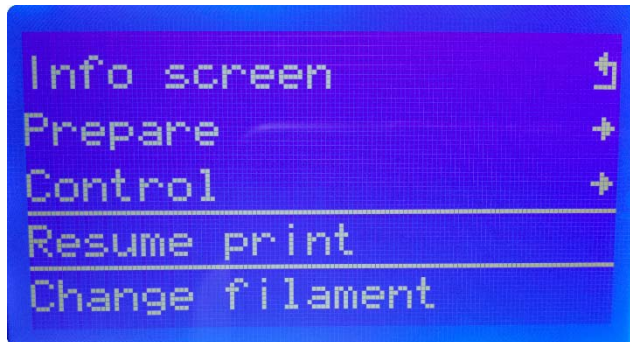 Info screen
Prepare
Control
Resume print
Change filament